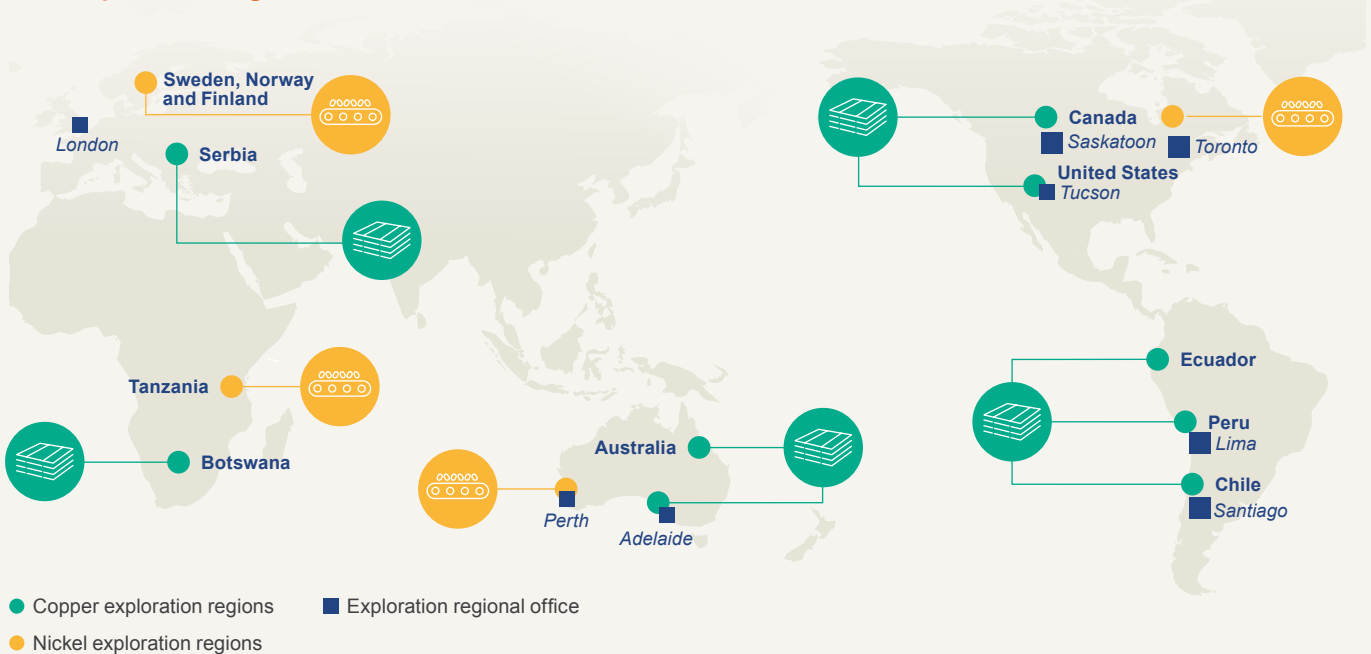 Sweden, Norway
and Finland
London
Serbia
Tanzania
Botswana
Perth
Australia
Adelaide
Canada
Saskatoon
Toronto
United States
Tucson
Ecuador
Peru
Lima
Chile
Santiago
Copper exploration regions
Exploration regional office
Nickel exploration regions